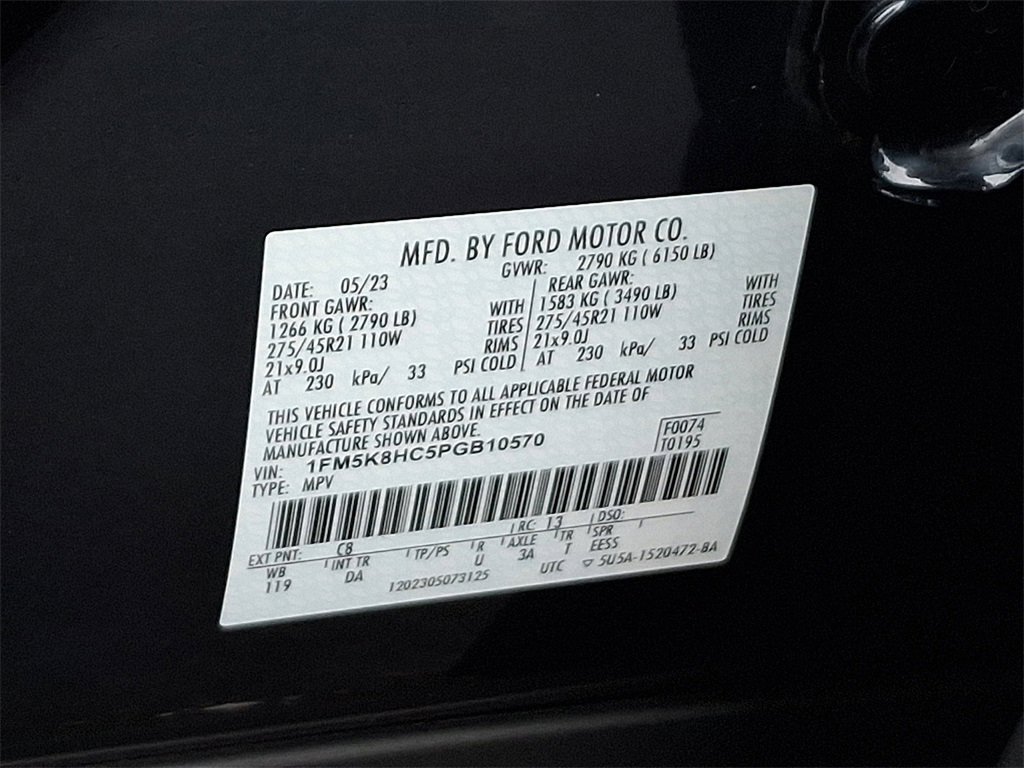 MFD. BY FORD MOTOR CO.
DATE: 05/23 GVWR: 2790 KG ( 6150 LB)
FRONT GAWR: REAR GAWR:
1266 KG ( 2790 LB) WITH 1583 KG ( 3490 LB) WITH
275/45R21 110W TIRES 275/45R21 110W TIRES
21x9.0J RIMS 21x9.0J RIMS
AT 230 kPa/ 33 PSI COLD AT 230 kPa/ 33 PSI COLD
THIS VEHICLE CONFORMS TO ALL APPLICABLE FEDERAL MOTOR
VEHICLE SAFETY STANDARDS IN EFFECT ON THE DATE OF
MANUFACTURE SHOWN ABOVE.
F0074
VIN: 1FM5K8HC5PGB10570
T0195
TYPE: MPV
EXT PNT: C8 RC: 13 DSO:
WB INT TR TP/PS R AXLE TR SPR
119 DA U 3A T EESS
1202305073125 UTC ▽ 5U5A-1520472-BA